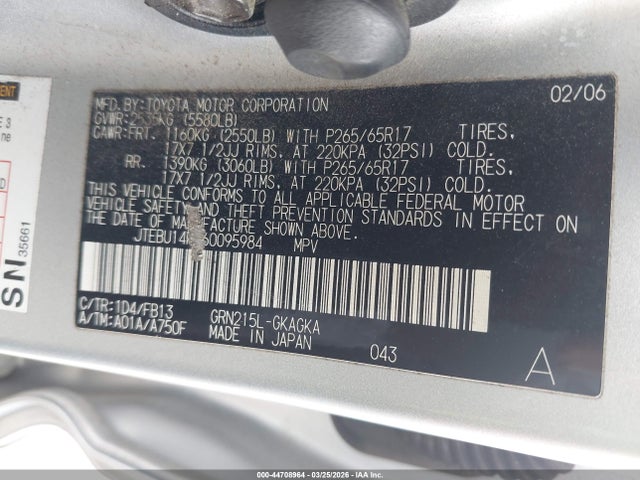 MFD.BY:TOYOTA MOTOR CORPORATION 02/06
GVWR:2535KG (5580LB)
GAWR:FRT. 1160KG (2550LB) WITH P265/65R17 TIRES,
17X7 1/2JJ RIMS, AT 220KPA (32PSI) COLD.
RR. 1390KG (3060LB) WITH P265/65R17 TIRES,
17X7 1/2JJ RIMS, AT 220KPA (32PSI) COLD.
THIS VEHICLE CONFORMS TO ALL APPLICABLE FEDERAL MOTOR
VEHICLE SAFETY AND THEFT PREVENTION STANDARDS IN EFFECT ON
THE DATE OF MANUFACTURE SHOWN ABOVE.
MPV
C/TR:1D4/FB13 GRN215L-GKAGKA
A/TM:A01A/A750F MADE IN JAPAN 043
A
SN 35661
000-44708964 - 03/25/2026 - IAAI, Inc.